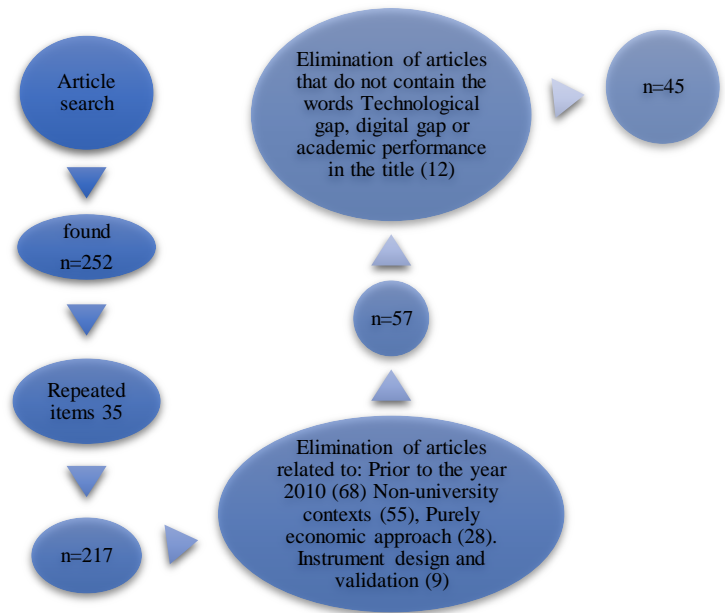 Article
search
found
n=252
Repeated
items 35
n=217
Elimination of articles
related to: Prior to the year
2010 (68) Non-university
contexts (55), Purely
economic approach (28).
Instrument design and
validation (9)
n=57
Elimination of articles
that do not contain the
words Technological
gap, digital gap or
academic performance
in the title (12)
n=45